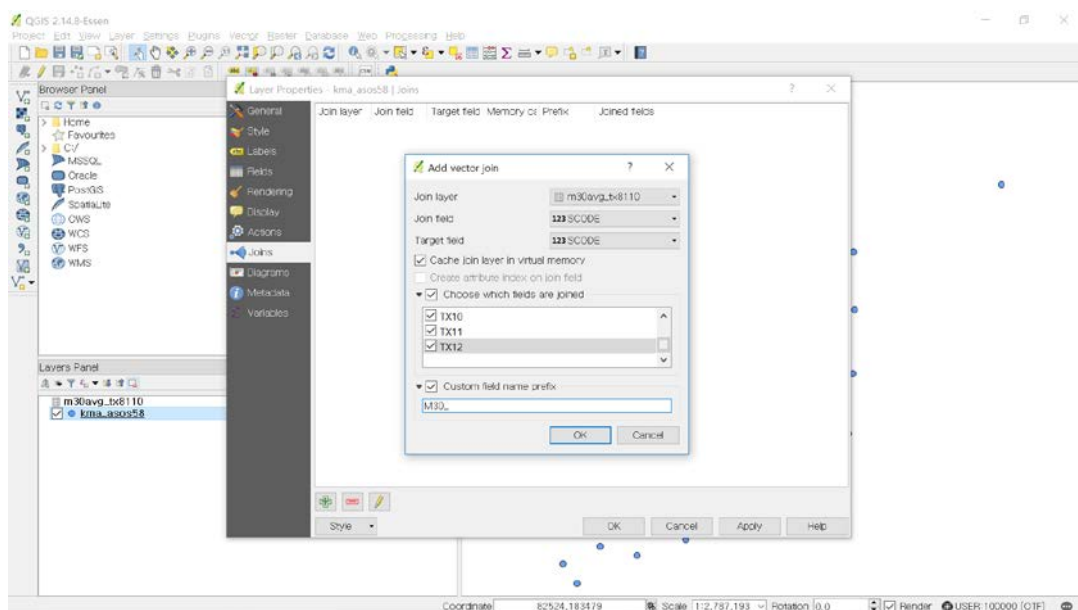 QGIS 2.14.8-Essen
Project Edit View Layer Settings Plugins Vector Raster Database Web Processing Help
Browser Panel
Home
Favourites
C:/
MSSQL
Oracle
PostGIS
SpatiaLite
OWS
WCS
WFS
WMS
Layers Panel
m30avg_tx8110
kma_asos58
Layer Properties - kma_asos58 | Joins
General
Style
Labels
Fields
Rendering
Display
Actions
Joins
Diagrams
Metadata
Variables
Join layer Join field Target field Memory ca Prefix Joined fields
Add vector join
Join layer m30avg_tx8110
Join field 123 SCODE
Target field 123 SCODE
Cache join layer in virtual memory
Create attribute index on join field
Choose which fields are joined
TX10
TX11
TX12
Custom field name prefix
M30_
OK Cancel
Style OK Cancel Apply Help
Coordinate 82524,183479 Scale 1:2,787,193 Rotation 0.0 Render USER:100000 (OTF)